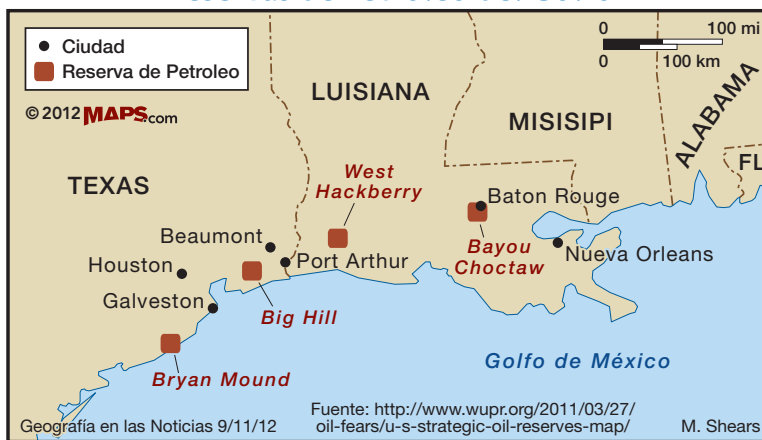 Ciudad
Reserva de Petroleo
© 2012 MAPS.com
0 100 mi
0 100 km
LUISIANA
MISISIPI
ALABAMA
FL
TEXAS
West
Hackberry
Baton Rouge
Beaumont
Port Arthur
Bayou
Choctaw
Nueva Orleans
Houston
Galveston
Big Hill
Golfo de México
Bryan Mound
Geografía en las Noticias 9/11/12
Fuente: http://www.wupr.org/2011/03/27/
oil-fears/u-s-strategic-oil-reserves-map/
M. Shears